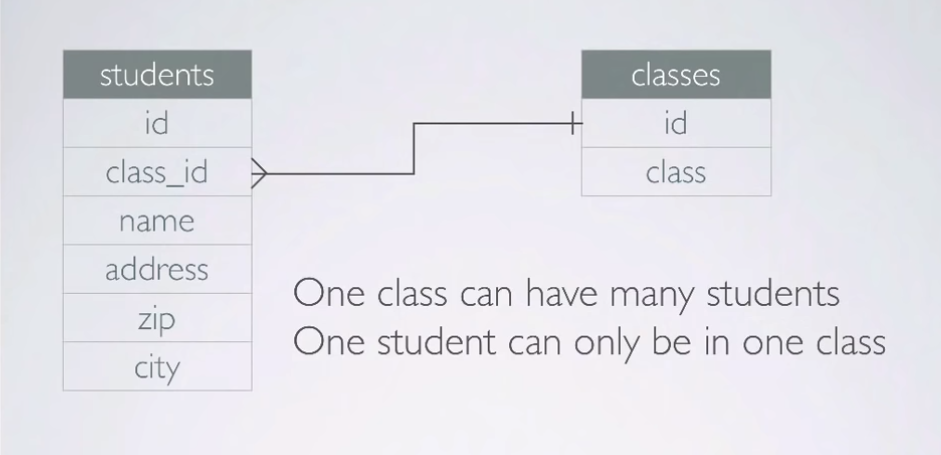 students
id
class_id
name
address
zip
city
classes
id
class
One class can have many students
One student can only be in one class